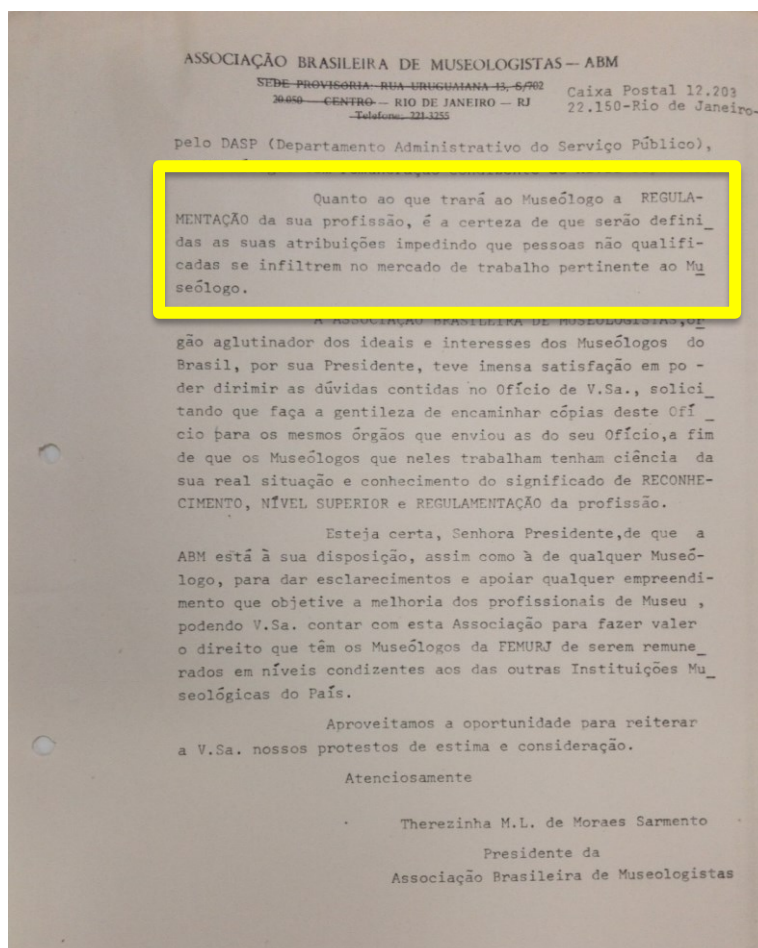 ASSOCIAÇÃO BRASILEIRA DE MUSEOLOGISTAS — ABM
SEDE PROVISORIA: RUA URUGUAIANA 13, S/702
20.050 — CENTRO — RIO DE JANEIRO — RJ
Telefone: 221-3255
Caixa Postal 12.203
22.150-Rio de Janeiro-
pelo DASP (Departamento Administrativo do Serviço Público),
Quanto ao que trará ao Museólogo a REGULA-
MENTAÇÃO da sua profissão, é a certeza de que serão defini_
das as suas atribuições impedindo que pessoas não qualifi-
cadas se infiltrem no mercado de trabalho pertinente ao Mu
seólogo.
A ASSOCIAÇÃO BRASILEIRA DE MUSEOLOGISTAS,ór
gão aglutinador dos ideais e interesses dos Museólogos do
Brasil, por sua Presidente, teve imensa satisfação em po -
der dirimir as dúvidas contidas no Ofício de V.Sa., solici_
tando que faça a gentileza de encaminhar cópias deste Ofí_
cio para os mesmos órgãos que enviou as do seu Ofício,a fim
de que os Museólogos que neles trabalham tenham ciência da
sua real situação e conhecimento do significado de RECONHE-
CIMENTO, NÍVEL SUPERIOR e REGULAMENTAÇÃO da profissão.
Esteja certa, Senhora Presidente,de que a
ABM está à sua disposição, assim como à de qualquer Museó-
logo, para dar esclarecimentos e apoiar qualquer empreendi-
mento que objetive a melhoria dos profissionais de Museu ,
podendo V.Sa. contar com esta Associação para fazer valer
o direito que têm os Museólogos da FEMURJ de serem remune_
rados em níveis condizentes aos das outras Instituições Mu_
seológicas do País.
Aproveitamos a oportunidade para reiterar
a V.Sa. nossos protestos de estima e consideração.
Atenciosamente
Therezinha M.L. de Moraes Sarmento
Presidente da
Associação Brasileira de Museologistas